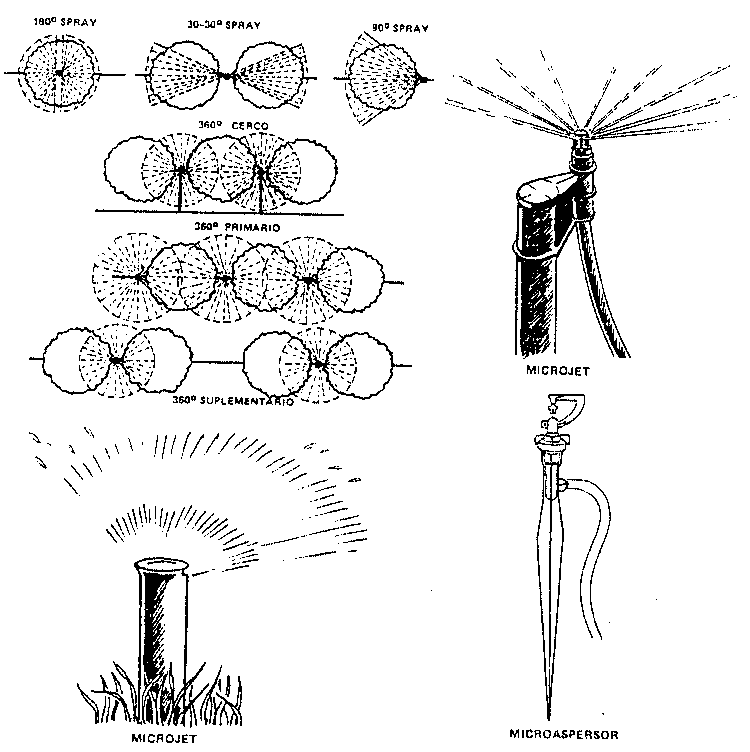 180º SPRAY
30-30º SPRAY
90º SPRAY
360º CERCO
360º PRIMARIO
360º SUPLEMENTARIO
MICROJET
MICROJET
MICROASPERSOR